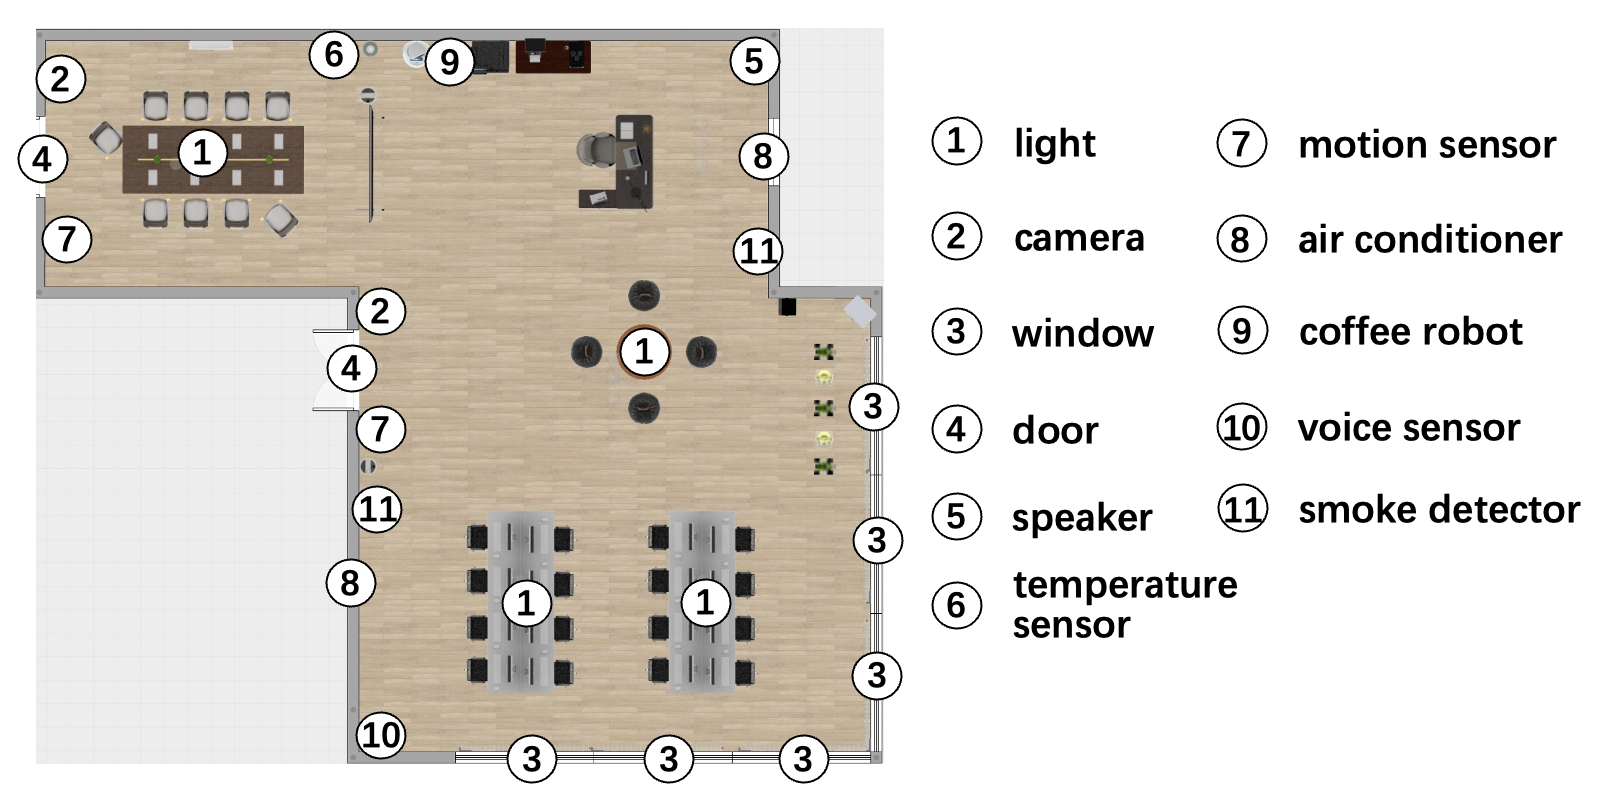 6
9
5
2
1
4
8
7
11
2
1
4
3
7
11
3
8
1
1
3
10
3
3
3
1 light
7 motion sensor
2 camera
8 air conditioner
3 window
9 coffee robot
4 door
10 voice sensor
5 speaker
11 smoke detector
6 temperature
sensor